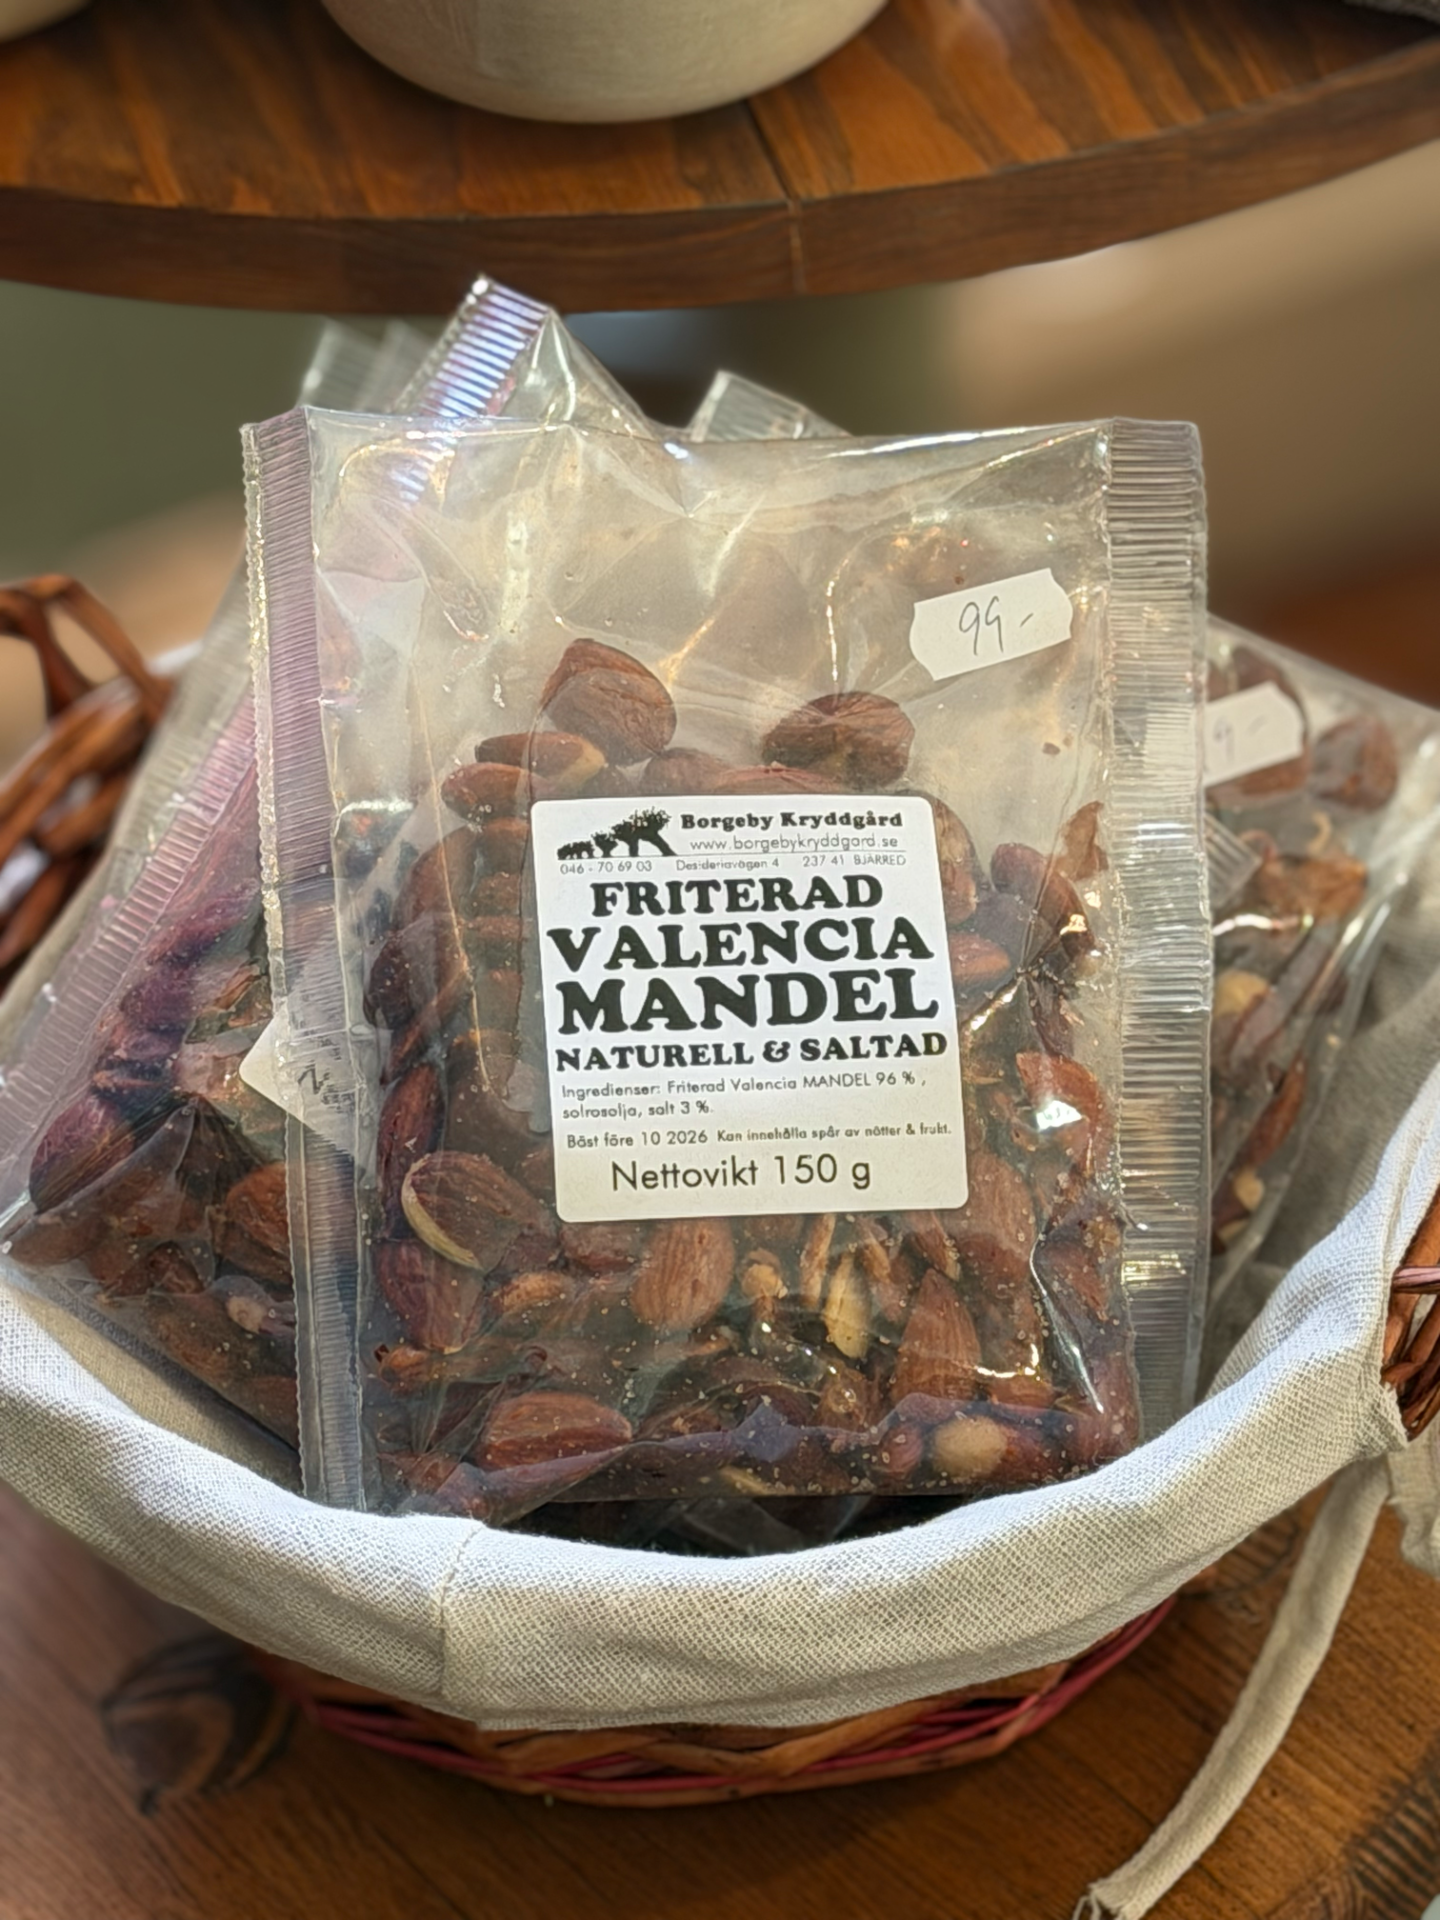 99-
9-
Borgeby Kryddgård
www.borgebykryddgard.se
046 - 70 69 03 Desideriavägen 4 237 41 BJÄRRED
FRITERAD
VALENCIA
MANDEL
NATURELL & SALTAD
Ingredienser: Friterad Valencia MANDEL 96 % ,
solrosolja, salt 3 %.
Bäst före 10 2026 Kan innehålla spår av nötter & frukt.
Nettovikt 150 g